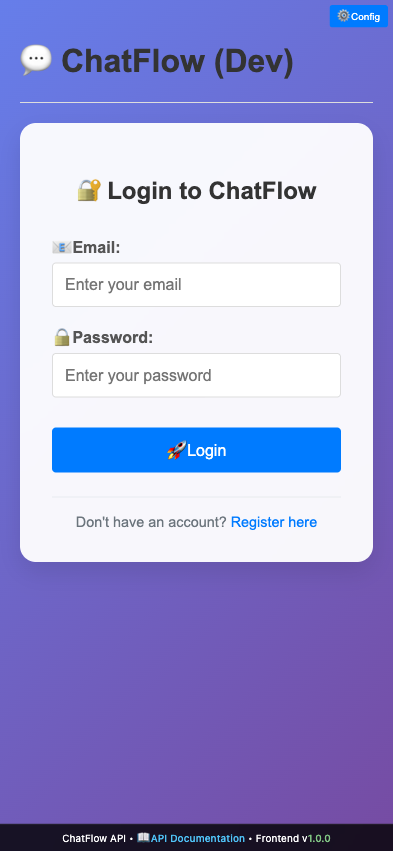 ⚙️Config
💬 ChatFlow (Dev)
🔐 Login to ChatFlow
📧Email:
Enter your email
🔒Password:
Enter your password
🚀Login
Don't have an account? Register here
ChatFlow API • 📖API Documentation • Frontend v1.0.0